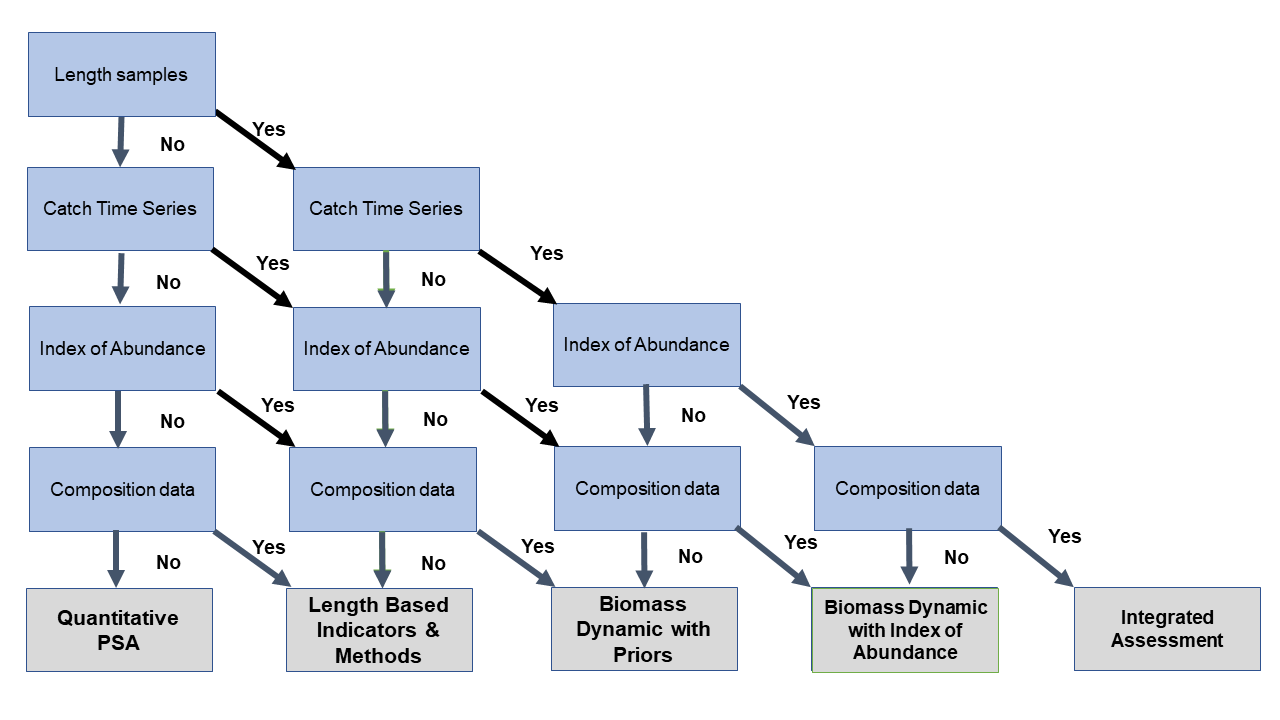 Length samples
Yes
No
Catch Time Series
Catch Time Series
Yes
Yes
No
No
Index of Abundance
Index of Abundance
Index of Abundance
Yes
Yes
Yes
No
No
No
Composition data
Composition data
Composition data
Composition data
Yes
Yes
Yes
Yes
No
No
No
No
Quantitative
PSA
Length Based
Indicators &
Methods
Biomass
Dynamic with
Priors
Biomass Dynamic
with Index of
Abundance
Integrated
Assessment